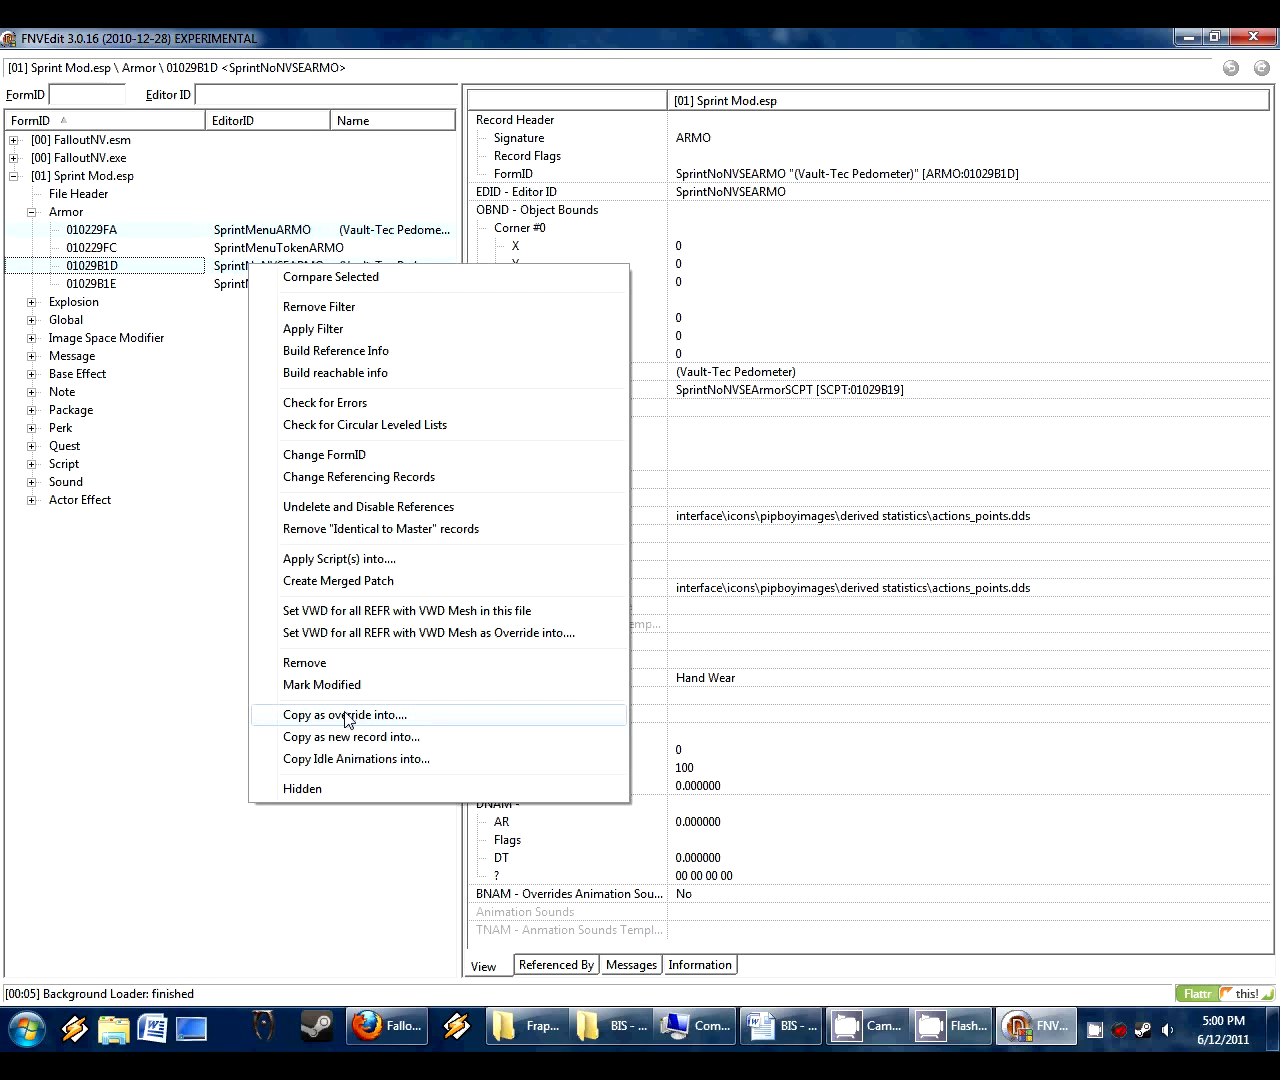 FNVEdit 3.0.16 (2010-12-28) EXPERIMENTAL
[01] Sprint Mod.esp \ Armor \ 01029B1D <SprintNoNVSEARMO>
FormID
Editor ID
FormID EditorID Name
[00] FalloutNV.esm
[00] FalloutNV.exe
[01] Sprint Mod.esp
File Header
Armor
010229FA SprintMenuARMO (Vault-Tec Pedome...
010229FC SprintMenuTokenARMO
01029B1D
01029B1E
Explosion
Global
Image Space Modifier
Message
Base Effect
Note
Package
Perk
Quest
Script
Sound
Actor Effect
Compare Selected
Remove Filter
Apply Filter
Build Reference Info
Build reachable info
Check for Errors
Check for Circular Leveled Lists
Change FormID
Change Referencing Records
Undelete and Disable References
Remove "Identical to Master" records
Apply Script(s) into....
Create Merged Patch
Set VWD for all REFR with VWD Mesh in this file
Set VWD for all REFR with VWD Mesh as Override into....
Remove
Mark Modified
Copy as override into....
Copy as new record into...
Copy Idle Animations into...
Hidden
[01] Sprint Mod.esp
Record Header
Signature ARMO
Record Flags
FormID SprintNoNVSEARMO "(Vault-Tec Pedometer)" [ARMO:01029B1D]
EDID - Editor ID SprintNoNVSEARMO
OBND - Object Bounds
Corner #0
X 0
0
0
0
0
0
(Vault-Tec Pedometer)
SprintNoNVSEArmorSCPT [SCPT:01029B19]
interface\icons\pipboyimages\derived statistics\actions_points.dds
interface\icons\pipboyimages\derived statistics\actions_points.dds
emp...
Hand Wear
0
100
0.000000
DNAM -
AR 0.000000
Flags
DT 0.000000
? 00 00 00 00
BNAM - Overrides Animation Sou... No
Animation Sounds
TNAM - Anmation Sounds Templ...
View Referenced By Messages Information
[00:05] Background Loader: finished
Flattr this!
Fallo... Frap... BIS - ... Com... BIS - ... Cam... Flash... FNV...
5:00 PM
6/12/2011